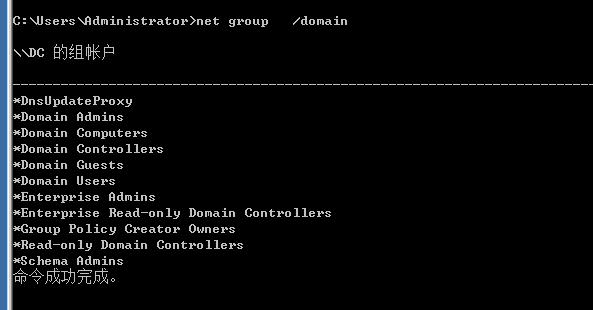 C:\Users\Administrator>net group   /domain
\\DC 的组帐户
-------------------------------------------------------------------------------
*DnsUpdateProxy
*Domain Admins
*Domain Computers
*Domain Controllers
*Domain Guests
*Domain Users
*Enterprise Admins
*Enterprise Read-only Domain Controllers
*Group Policy Creator Owners
*Read-only Domain Controllers
*Schema Admins
命令成功完成。